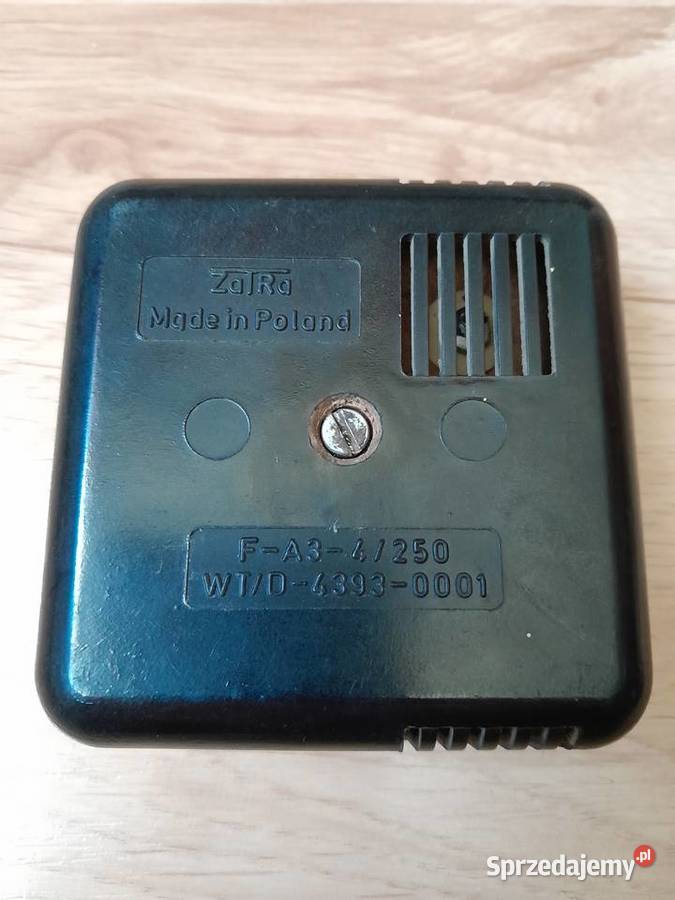 ZaTRa
Made in Poland
F-A3-4/250
WT/D-4393-0001
Sprzedajemy.pl